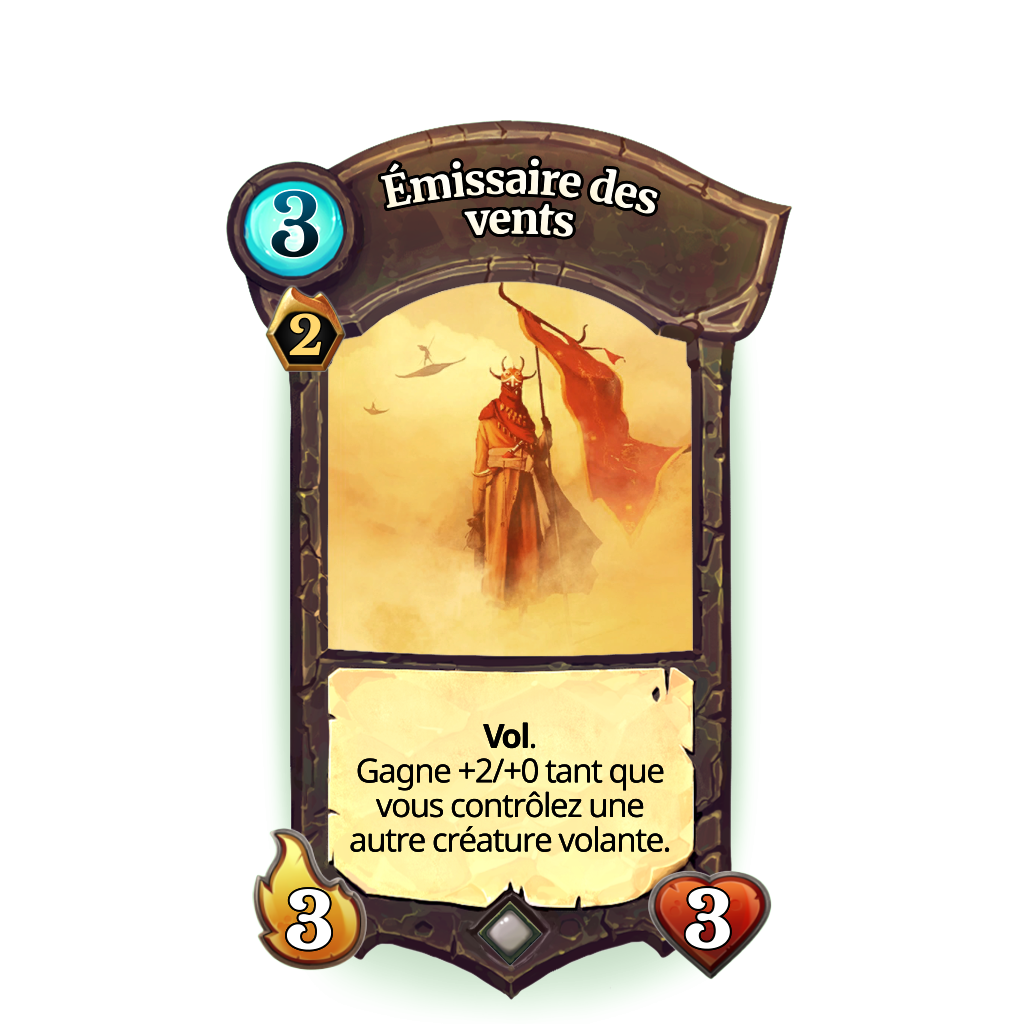 3
Émissaire des
vents
2
Vol.
Gagne +2/+0 tant que
vous contrôlez une
autre créature volante.
3
3